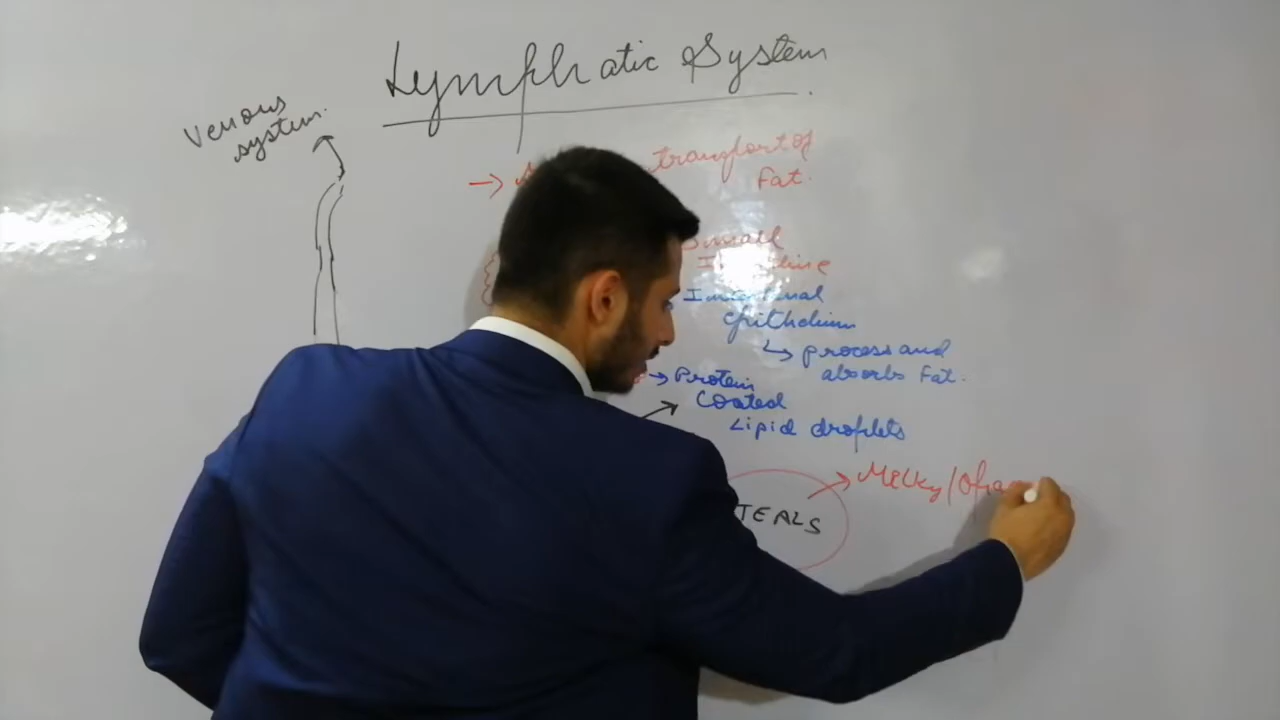 Lymphatic System
Venous
system.
transport of
Fat.
Small
epithelium
process and
absorbs Fat.
Protein
Coated
Lipid droplets
TEALS
Milky/